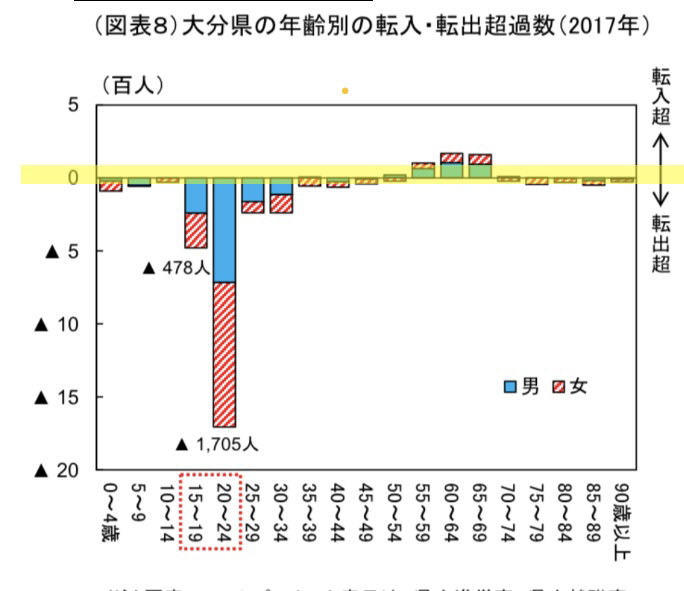 (図表8)大分県の年齢別の転入・転出超過数(2017年)
(百人)
5
0
▲ 5
▲ 10
▲ 15
▲ 20
転入超
転出超
▲ 478人
▲ 1,705人
男 女
0～4歳
5～9
10～14
15～19
20～24
25～29
30～34
35～39
40～44
45～49
50～54
55～59
60～64
65～69
70～74
75～79
80～84
85～89
90歳以上